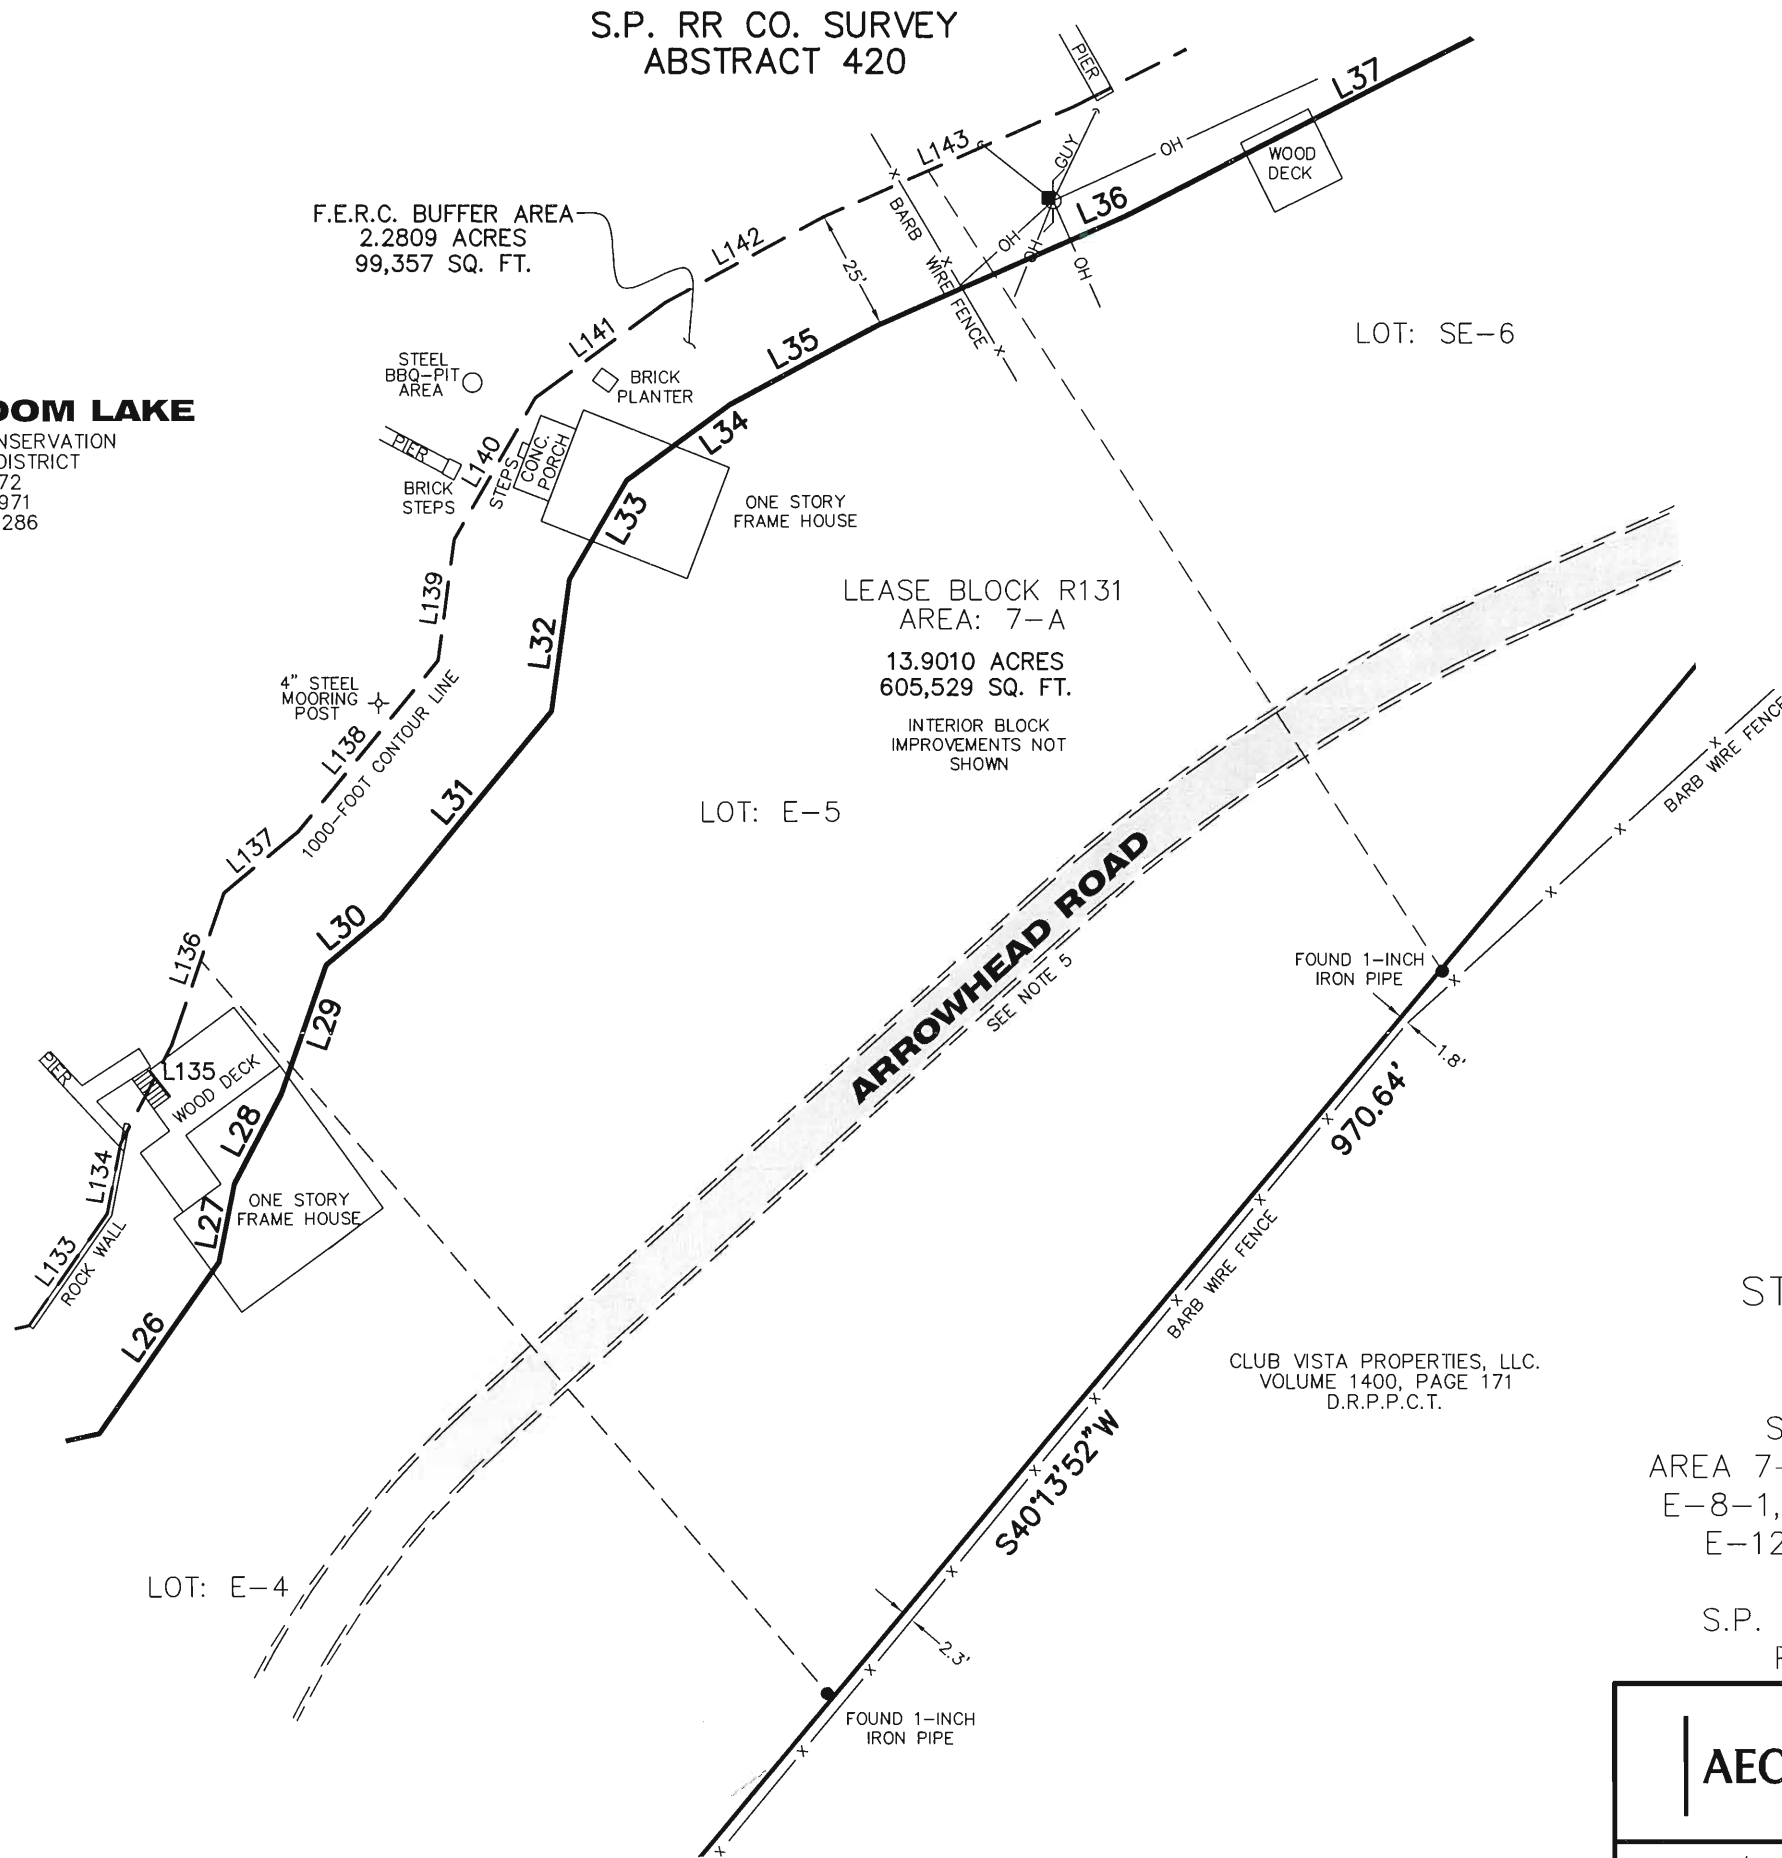 S.P. RR CO. SURVEY
ABSTRACT 420
PIER
L37
L143
GUY
OH
WOOD
DECK
F.E.R.C. BUFFER AREA
2.2809 ACRES
99,357 SQ. FT.
L142
25'
BARB
WIRE FENCE
OH
OH
OH
L36
L141
L35
LOT: SE-6
STEEL
BBQ-PIT
AREA
BRICK
PLANTER
LAKE
DISTRICT
PIER
L140
BRICK
STEPS
STEPS
CONC.
PORCH
L34
L33
ONE STORY
FRAME HOUSE
L139
L32
LEASE BLOCK R131
AREA: 7-A
13.9010 ACRES
605,529 SQ. FT.
INTERIOR BLOCK
IMPROVEMENTS NOT
SHOWN
4" STEEL
MOORING
POST
L138
1000-FOOT CONTOUR LINE
L31
LOT: E-5
BARB WIRE FENCE
L137
L30
L136
ARROWHEAD ROAD
SEE NOTE 5
FOUND 1-INCH
IRON PIPE
1.8'
L29
PIER
L135
WOOD DECK
L28
L134
970.64'
L27
ONE STORY
FRAME HOUSE
L133
ROCK WALL
L26
BARB WIRE FENCE
ST
CLUB VISTA PROPERTIES, LLC.
VOLUME 1400, PAGE 171
D.R.P.P.C.T.
S40°13'52"W
S
AREA 7-
E-8-1,
E-12
LOT: E-4
S.P.
2.3'
FOUND 1-INCH
IRON PIPE
AEC